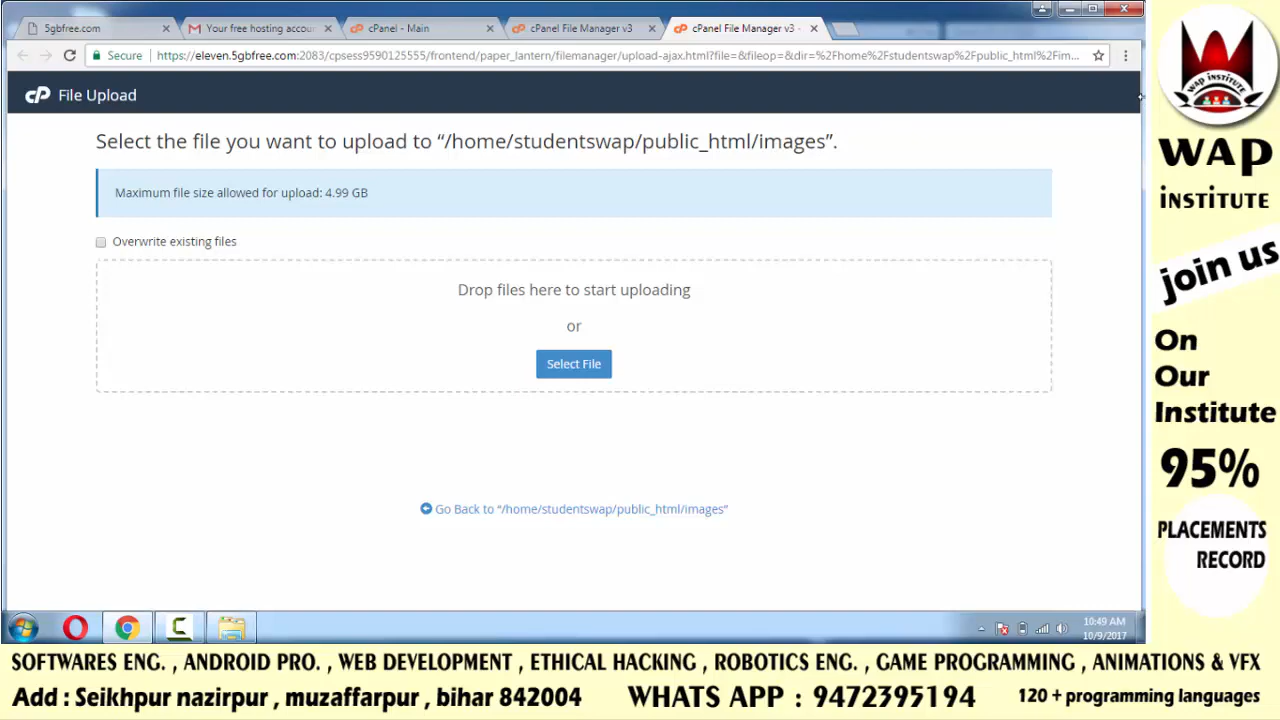 5gbfree.com
Your free hosting accou
cPanel - Main
cPanel File Manager v3
cPanel File Manager v3 -
Secure
https://eleven.5gbfree.com:2083/cpsess9590125555/frontend/paper_lantern/filemanager/upload-ajax.html?file=&fileop=&dir=%2Fhome%2Fstudentswap%2Fpublic_html%2Fim...
cP File Upload
Select the file you want to upload to “/home/studentswap/public_html/images”.
Maximum file size allowed for upload: 4.99 GB
Overwrite existing files
Drop files here to start uploading
or
Select File
Go Back to “/home/studentswap/public_html/images”
10:49 AM
10/9/2017
WAP INSTITUTE
WAP
INSTITUTE
join us
On
Our
Institute
95%
PLACEMENTS
RECORD
SOFTWARES ENG. , ANDROID PRO. , WEB DEVELOPMENT , ETHICAL HACKING , ROBOTICS ENG. , GAME PROGRAMMING , ANIMATIONS & VFX
Add : Seikhpur nazirpur , muzaffarpur , bihar 842004
WHATS APP : 9472395194
120 + programming languages